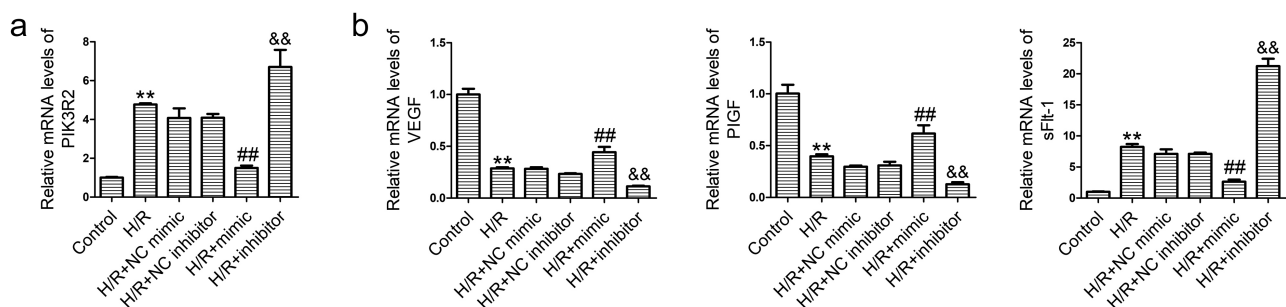 a
Relative mRNA levels of
PIK3R2
8
6
4
2
0
**
##
&&
Control
H/R
H/R+NC mimic
H/R+NC inhibitor
H/R+mimic
H/R+inhibitor
b
Relative mRNA levels of
VEGF
1.5
1.0
0.5
0.0
**
##
&&
Control
H/R
H/R+NC mimic
H/R+NC inhibitor
H/R+mimic
H/R+inhibitor
Relative mRNA levels of
PIGF
1.5
1.0
0.5
0.0
**
##
&&
Control
H/R
H/R+NC mimic
H/R+NC inhibitor
H/R+mimic
H/R+inhibitor
Relative mRNA levels of
sFlt-1
25
20
15
10
5
0
**
##
&&
Control
H/R
H/R+NC mimic
H/R+NC inhibitor
H/R+mimic
H/R+inhibitor